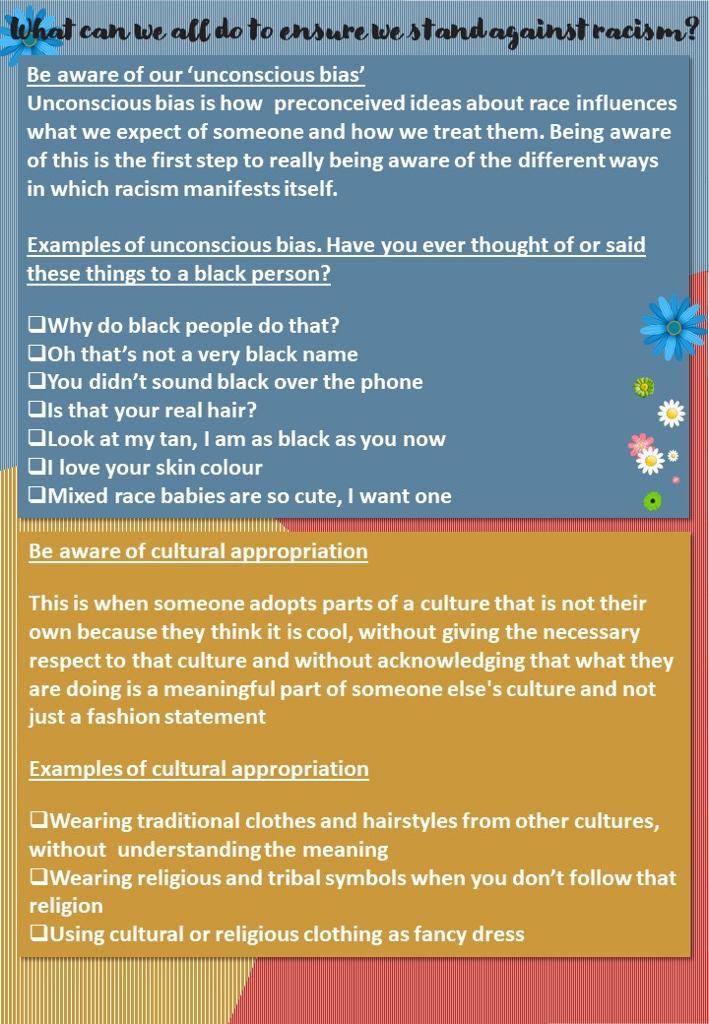 What can we all do to ensure we stand against racism?
Be aware of our ‘unconscious bias’
Unconscious bias is how  preconceived ideas about race influences
what we expect of someone and how we treat them. Being aware
of this is the first step to really being aware of the different ways
in which racism manifests itself.
Examples of unconscious bias. Have you ever thought of or said
these things to a black person?
❑Why do black people do that?
❑Oh that’s not a very black name
❑You didn’t sound black over the phone
❑Is that your real hair?
❑Look at my tan, I am as black as you now
❑I love your skin colour
❑Mixed race babies are so cute, I want one
Be aware of cultural appropriation
This is when someone adopts parts of a culture that is not their
own because they think it is cool, without giving the necessary
respect to that culture and without acknowledging that what they
are doing is a meaningful part of someone else's culture and not
just a fashion statement
Examples of cultural appropriation
❑Wearing traditional clothes and hairstyles from other cultures,
without  understanding the meaning
❑Wearing religious and tribal symbols when you don’t follow that
religion
❑Using cultural or religious clothing as fancy dress